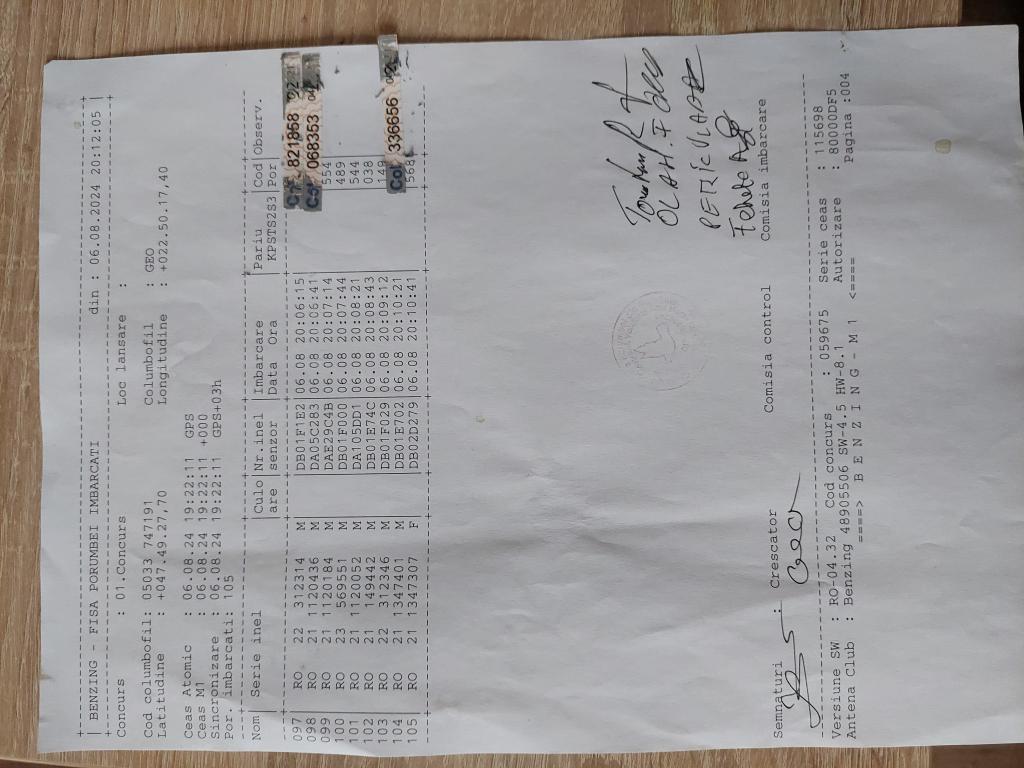 BENZING - FISA PORUMBEI IMBARCATI din : 06.08.2024 20:12:05
Concurs : 01.Concurs Loc lansare :
Cod columbofil: 05033 747191 Columbofil : GEO
Latitudine : +047.49.27,70 Longitudine : +022.50.17,40
Ceas Atomic : 06.08.24 19:22:11 GPS
Ceas M1 : 06.08.24 19:22:11 +000
Sincronizare : 06.08.24 19:22:11 GPS+03h
Por. imbarcati: 105
Nom Serie inel Culo Nr.inel Imbarcare Pariu Cod Observ.
are senzor Data Ora KPSTS2S3 Por
097 RO 22 312314 M DB01F1E2 06.08 20:06:15 821968
098 RO 21 1120436 M DA05C283 06.08 20:06:41 068353
099 RO 21 1120184 M DAE29C4B 06.08 20:07:14 554
100 RO 23 569551 M DB01F000 06.08 20:07:44 489
101 RO 21 1120052 M DA105DD1 06.08 20:08:21 544
102 RO 21 149442 M DB01E74C 06.08 20:08:43 038
103 RO 22 312346 M DB01F029 06.08 20:09:12 149
104 RO 21 1347401 M DB01E702 06.08 20:10:21 336656
105 RO 21 1347307 F DB02D279 06.08 20:10:41 568
OLAH.F
Semnaturi : Crescator Comisia control Comisia imbarcare
Versiune SW : RO-04.32 Cod concurs : 059675 Serie ceas : 115698
Antena Club : Benzing 48905506 SW-4.5 HW-8.1 Autorizare : 80000DF5
====> B E N Z I N G - M 1 <==== Pagina :004